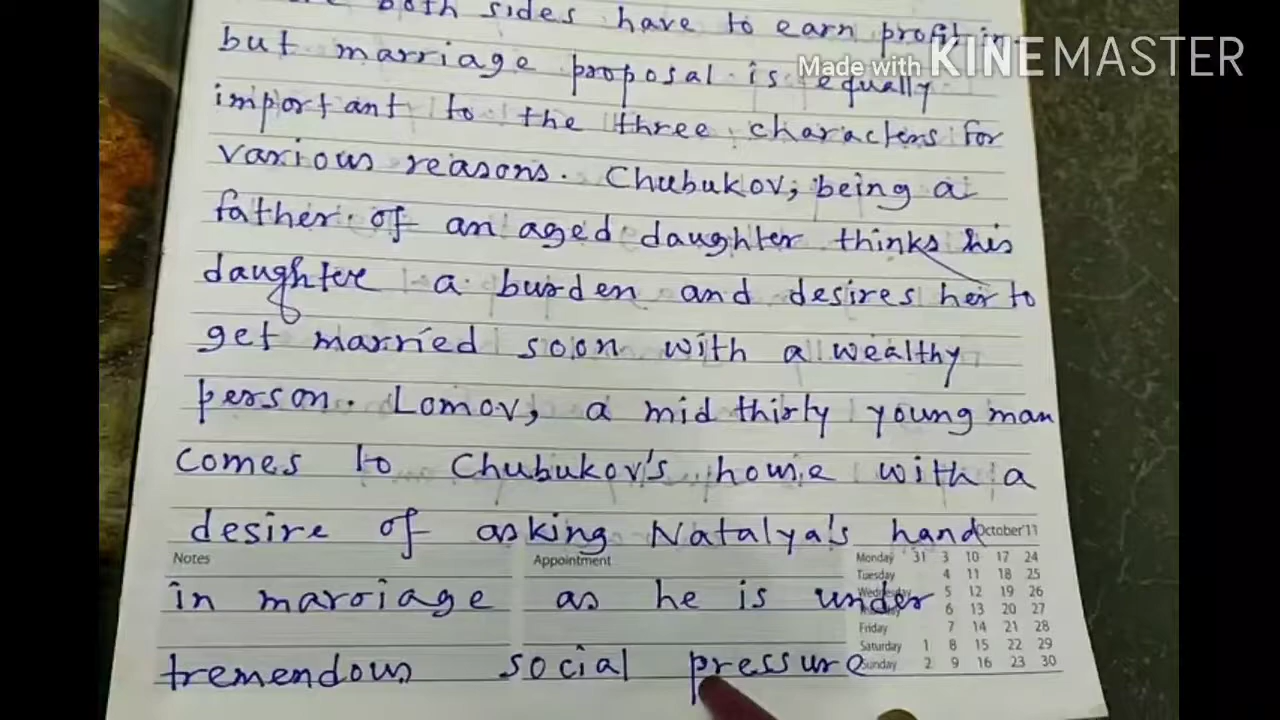 both sides have to earn profit in
Made with KINEMASTER
but marriage proposal is equally
important to the three characters for
various reasons. Chubukov, being a
father of an aged daughter thinks his
daughter a burden and desires her to
get married soon with a wealthy
person. Lomov, a mid thirty young man
comes to Chubukov's home with a
desire of asking Natalya's hand
October'11
Notes
Appointment
Monday 31 3 10 17 24
Tuesday 4 11 18 25
Wednesday 5 12 19 26
6 13 20 27
Friday 7 14 21 28
Saturday 1 8 15 22 29
Sunday 2 9 16 23 30
in marriage as he is under
tremendous social pressure